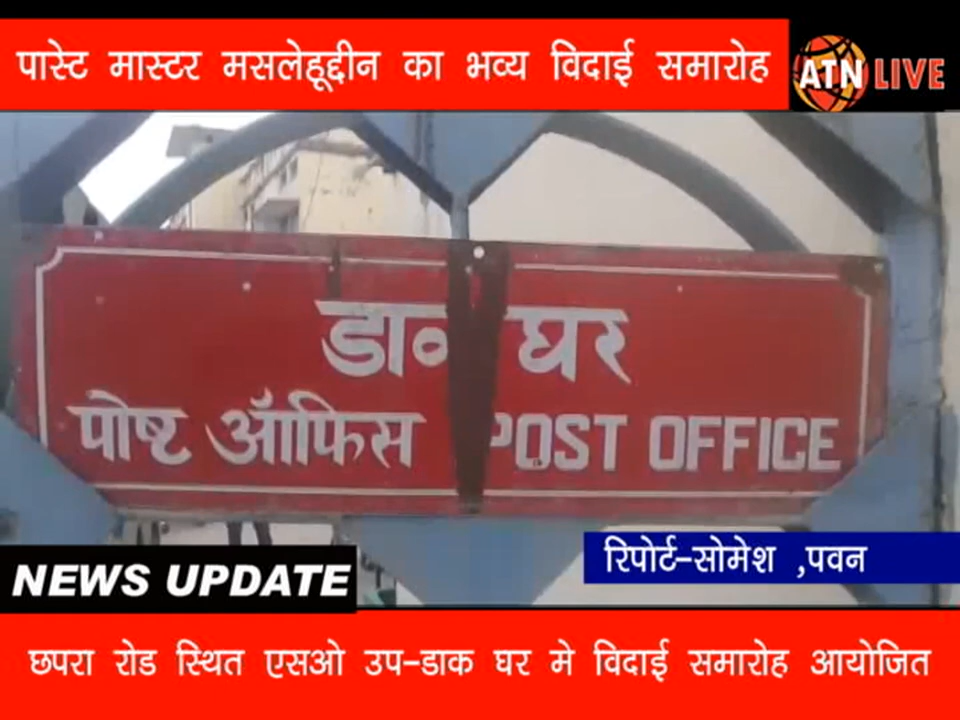 पास्टे मास्टर मसलेहूद्दीन का भव्य विदाई समारोह
ATN LIVE
घर
पोष्ट ऑफिस POST OFFICE
रिपोर्ट-सोमेश ,पवन
NEWS UPDATE
छपरा रोड स्थित एसओ उप-डाक घर मे विदाई समारोह आयोजित